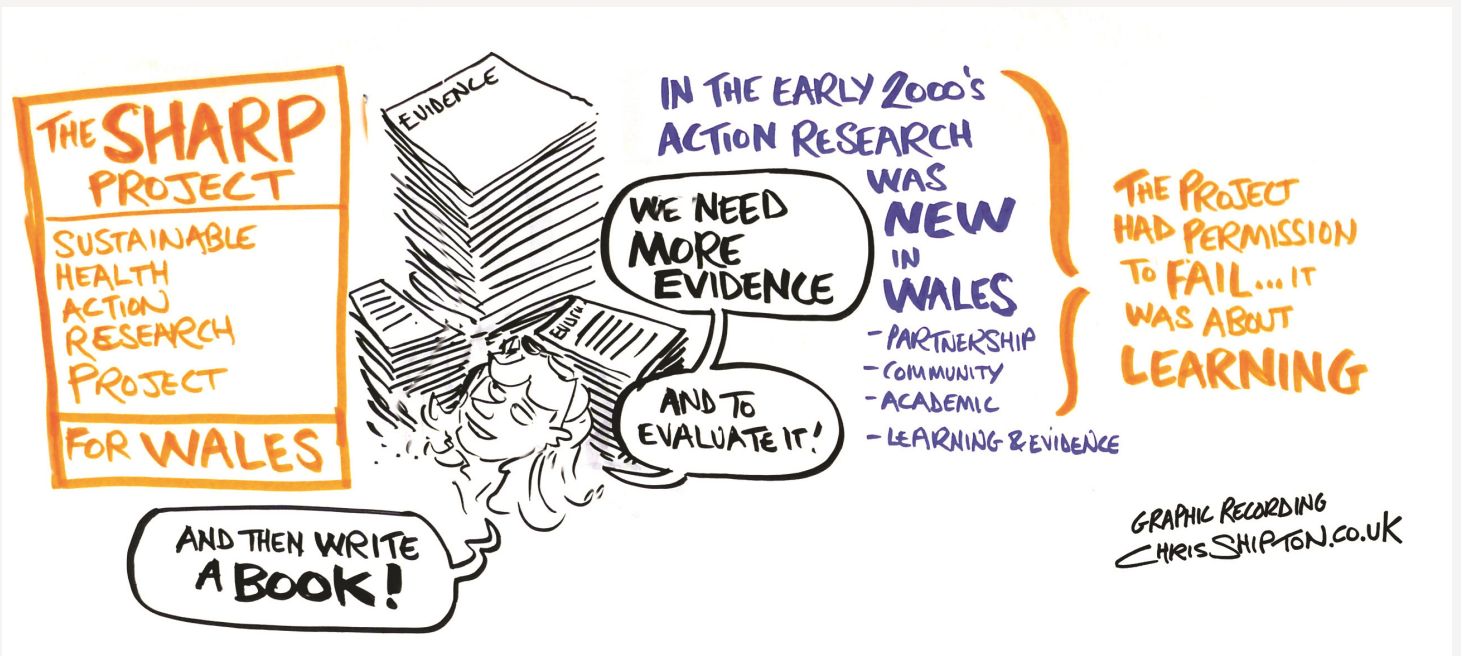 THE SHARP
PROJECT
SUSTAINABLE
HEALTH
ACTION
RESEARCH
PROJECT
FOR WALES
EVIDENCE
WE NEED
MORE
EVIDENCE
AND TO
EVALUATE IT!
AND THEN WRITE
A BOOK!
IN THE EARLY 2000's
ACTION RESEARCH
WAS
NEW
IN
WALES
- PARTNERSHIP
- COMMUNITY
- ACADEMIC
- LEARNING & EVIDENCE
THE PROJECT
HAD PERMISSION
TO FAIL... IT
WAS ABOUT
LEARNING
GRAPHIC RECORDING
CHRISSHIPTON.CO.UK